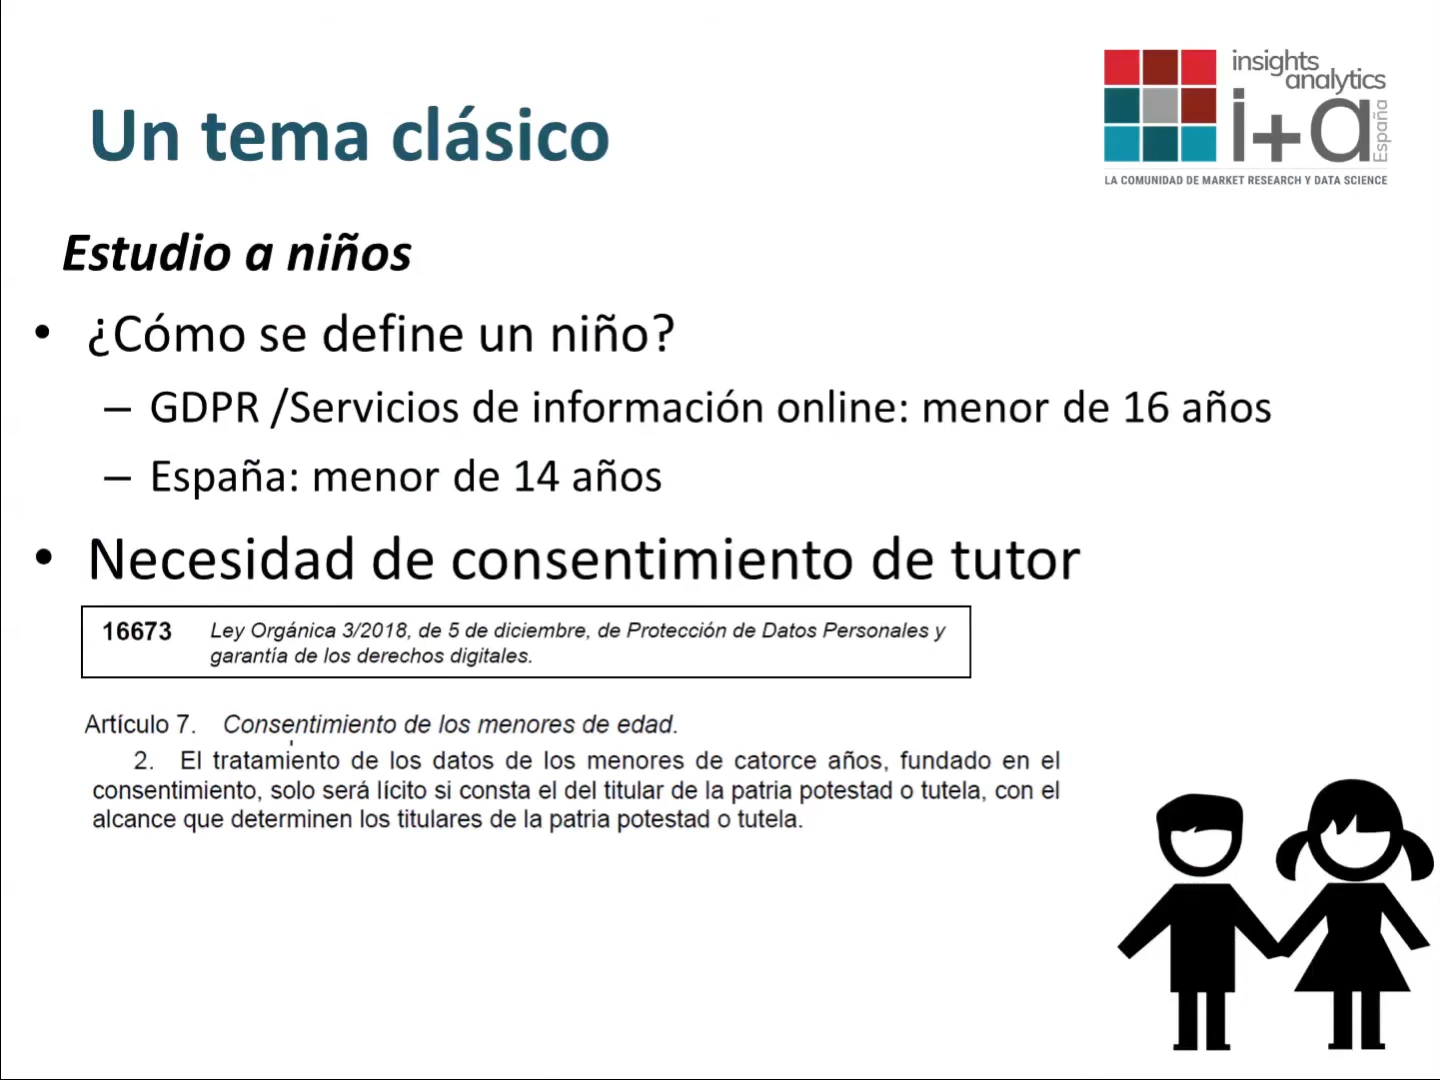 insights
analytics
i+a
España
LA COMUNIDAD DE MARKET RESEARCH Y DATA SCIENCE
Un tema clásico
Estudio a niños
• ¿Cómo se define un niño?
– GDPR /Servicios de información online: menor de 16 años
– España: menor de 14 años
• Necesidad de consentimiento de tutor
16673 Ley Orgánica 3/2018, de 5 de diciembre, de Protección de Datos Personales y
garantía de los derechos digitales.
Artículo 7. Consentimiento de los menores de edad.
2. El tratamiento de los datos de los menores de catorce años, fundado en el
consentimiento, solo será lícito si consta el del titular de la patria potestad o tutela, con el
alcance que determinen los titulares de la patria potestad o tutela.